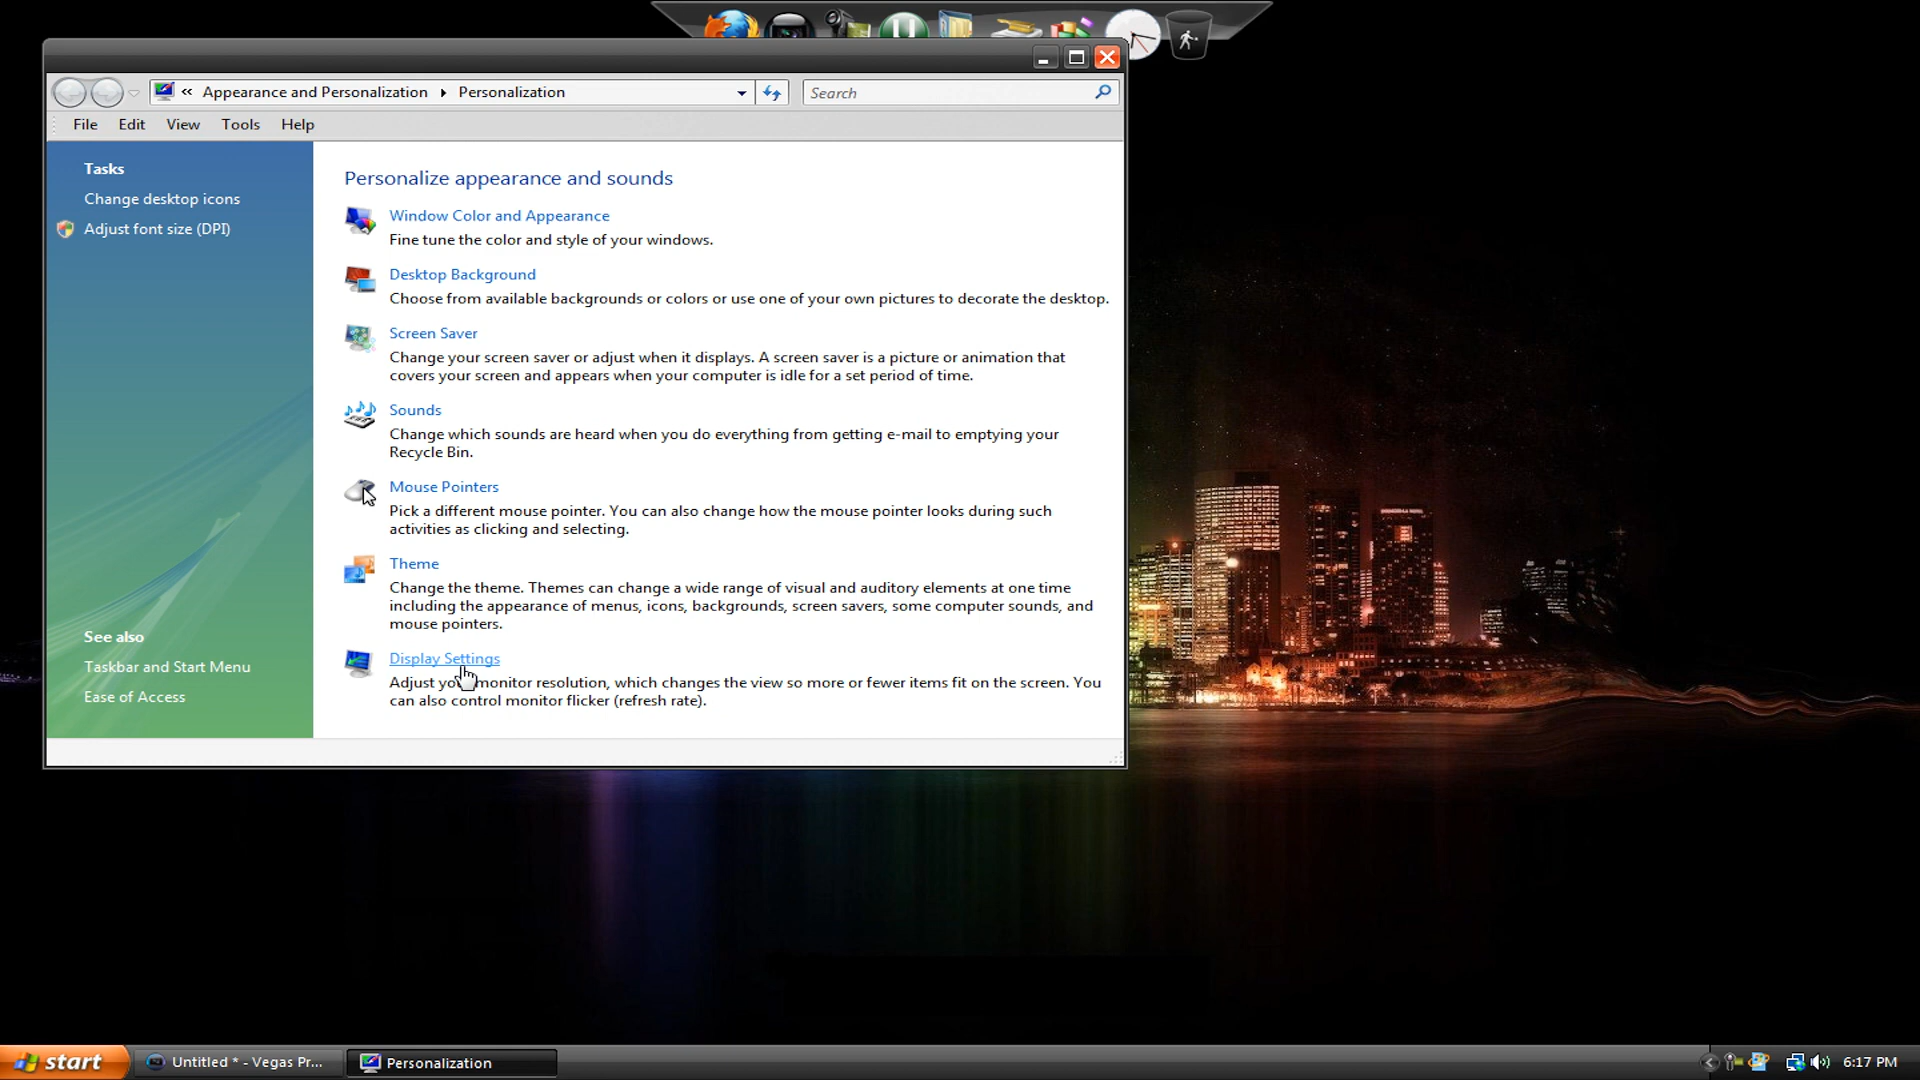 Appearance and Personalization
Personalization
Search
File Edit View Tools Help
Tasks
Change desktop icons
Adjust font size (DPI)
Personalize appearance and sounds
Window Color and Appearance
Fine tune the color and style of your windows.
Desktop Background
Choose from available backgrounds or colors or use one of your own pictures to decorate the desktop.
Screen Saver
Change your screen saver or adjust when it displays. A screen saver is a picture or animation that
covers your screen and appears when your computer is idle for a set period of time.
Sounds
Change which sounds are heard when you do everything from getting e-mail to emptying your
Recycle Bin.
Mouse Pointers
Pick a different mouse pointer. You can also change how the mouse pointer looks during such
activities as clicking and selecting.
Theme
Change the theme. Themes can change a wide range of visual and auditory elements at one time
including the appearance of menus, icons, backgrounds, screen savers, some computer sounds, and
mouse pointers.
Display Settings
Adjust monitor resolution, which changes the view so more or fewer items fit on the screen. You
can also control monitor flicker (refresh rate).
See also
Taskbar and Start Menu
Ease of Access
start
Untitled * - Vegas Pr...
Personalization
6:17 PM